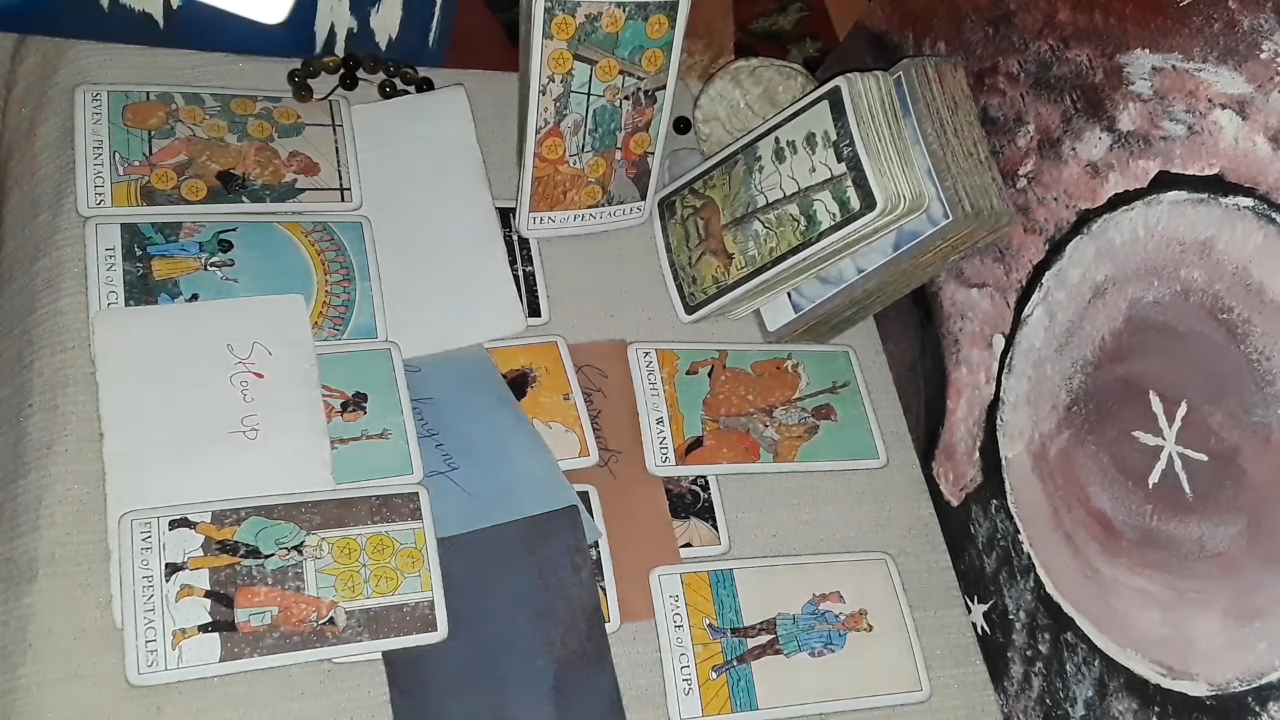 SEVEN of PENTACLES
TEN of CU
Show UP
FIVE of PENTACLES
TEN of PENTACLES
longing
KNIGHT of WANDS
PAGE of CUPS